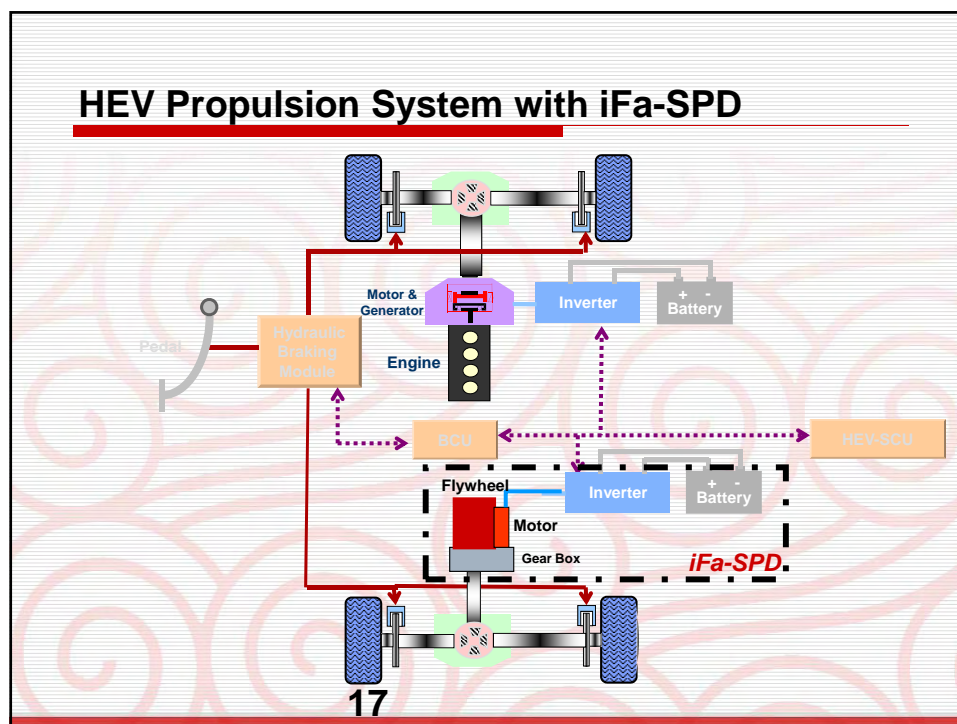 HEV Propulsion System with iFa-SPD
Motor &
Generator
Inverter
+ -
Battery
Pedal
Hydraulic
Braking
Module
Engine
BCU
HEV-SCU
Flywheel
Inverter
+ -
Battery
Motor
Gear Box
iFa-SPD
17